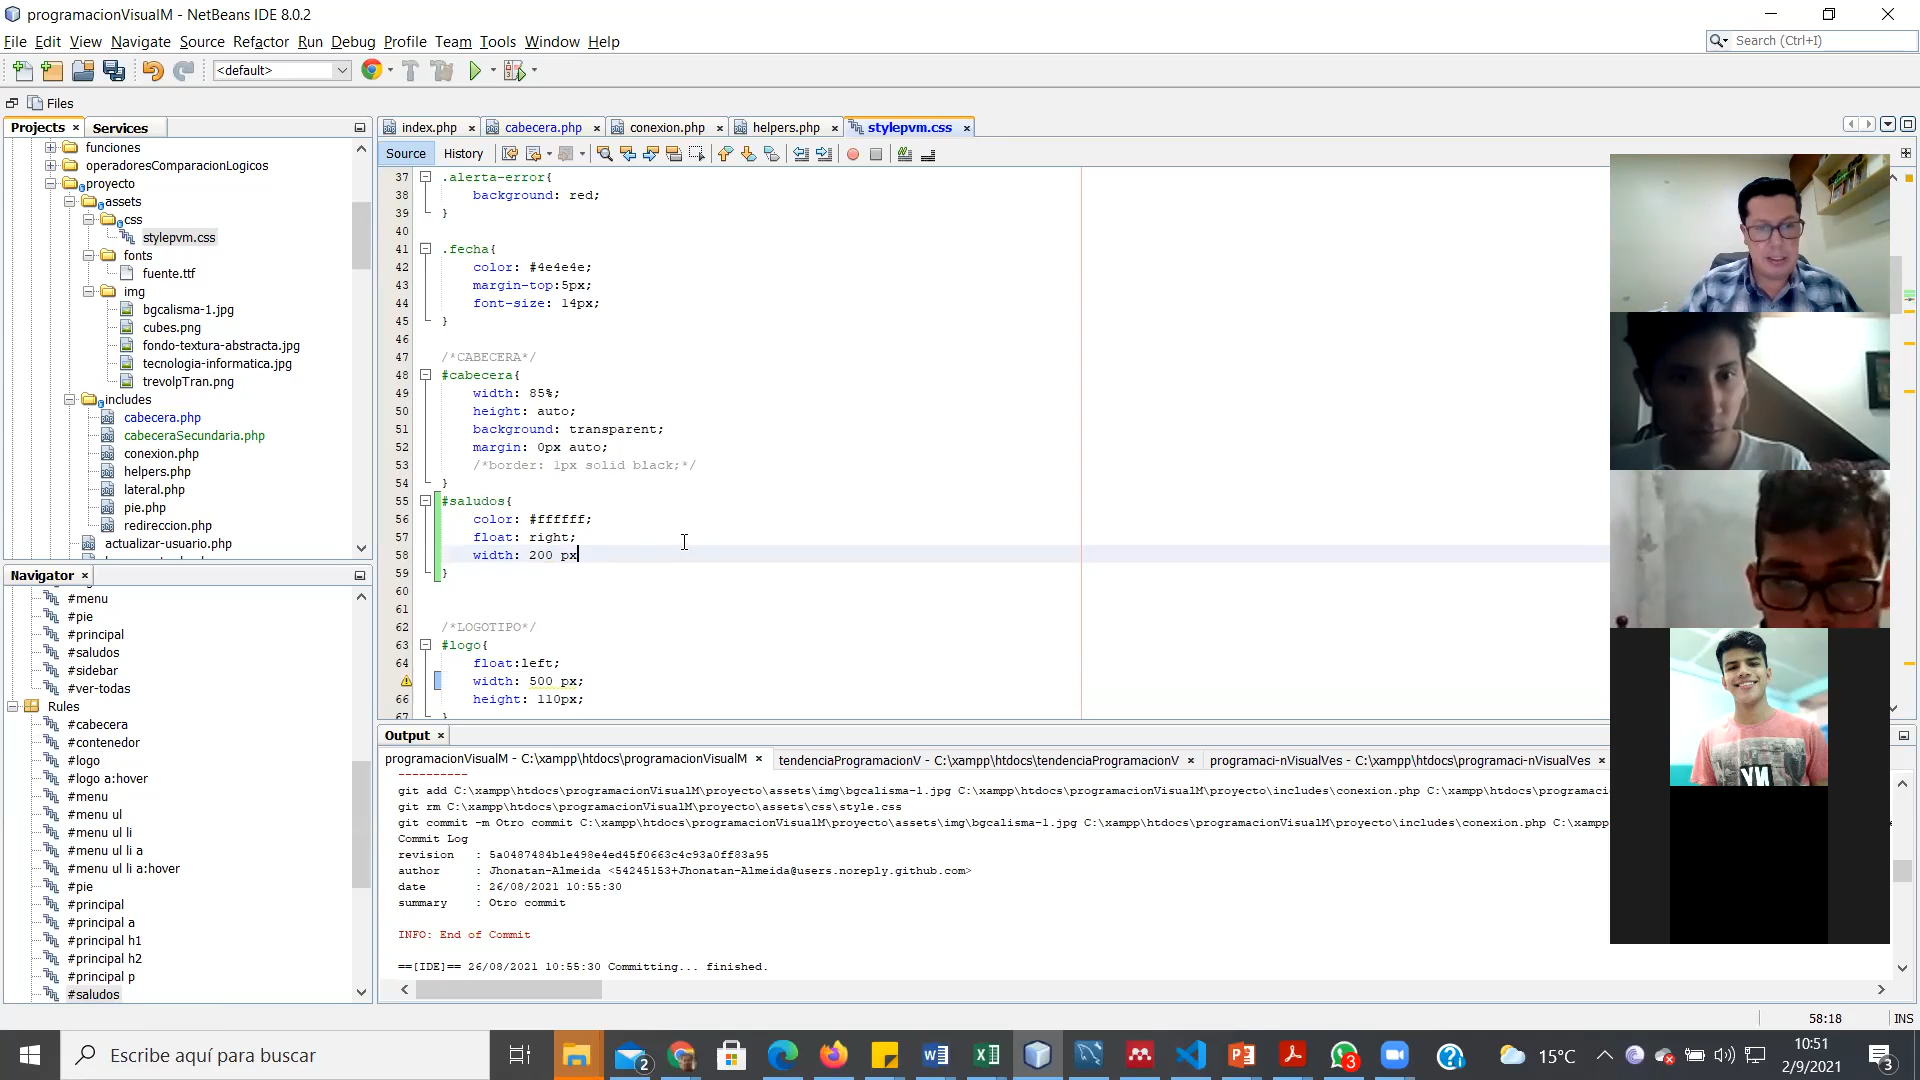 programacionVisualM - NetBeans IDE 8.0.2
File Edit View Navigate Source Refactor Run Debug Profile Team Tools Window Help
Search (Ctrl+I)
<default>
Files
Projects
Services
funciones
operadoresComparacionLogicos
proyecto
assets
css
stylepvm.css
fonts
fuente.ttf
img
bgcalisma-1.jpg
cubes.png
fondo-textura-abstracta.jpg
tecnologia-informatica.jpg
trevolpTran.png
includes
cabecera.php
cabeceraSecundaria.php
conexion.php
helpers.php
lateral.php
pie.php
redireccion.php
actualizar-usuario.php
Navigator
#menu
#pie
#principal
#saludos
#sidebar
#ver-todas
Rules
#cabecera
#contenedor
#logo
#logo a:hover
#menu
#menu ul
#menu ul li
#menu ul li a
#menu ul li a:hover
#pie
#principal
#principal a
#principal h1
#principal h2
#principal p
#saludos
index.php cabecera.php conexion.php helpers.php stylepvm.css
Source History
37 .alerta-error{
38 background: red;
39 }
40
41 .fecha{
42 color: #4e4e4e;
43 margin-top:5px;
44 font-size: 14px;
45 }
46
47 /*CABECERA*/
48 #cabecera{
49 width: 85%;
50 height: auto;
51 background: transparent;
52 margin: 0px auto;
53 /*border: 1px solid black;*/
54 }
55 #saludos{
56 color: #ffffff;
57 float: right;
58 width: 200 px
59 }
60
61
62 /*LOGOTIPO*/
63 #logo{
64 float:left;
width: 500 px;
66 height: 110px;
67 }
Output
programacionVisualM - C:\xampp\htdocs\programacionVisualM tendenciaProgramacionV - C:\xampp\htdocs\tendenciaProgramacionV programaci-nVisualVes - C:\xampp\htdocs\programaci-nVisualVes
----------
git add C:\xampp\htdocs\programacionVisualM\proyecto\assets\img\bgcalisma-1.jpg C:\xampp\htdocs\programacionVisualM\proyecto\includes\conexion.php C:\xampp\htdocs\programacionVisualM\proyec
git rm C:\xampp\htdocs\programacionVisualM\proyecto\assets\css\style.css
git commit -m Otro commit C:\xampp\htdocs\programacionVisualM\proyecto\assets\img\bgcalisma-1.jpg C:\xampp\htdocs\programacionVisualM\proyecto\includes\conexion.php C:\xamp
Commit Log
revision : 5a0487484b1e498e4ed45f0663c4c93a0ff83a95
author : Jhonatan-Almeida <54245153+Jhonatan-Almeida@users.noreply.github.com>
date : 26/08/2021 10:55:30
summary : Otro commit
INFO: End of Commit
==[IDE]== 26/08/2021 10:55:30 Committing... finished.
58:18 INS
Escribe aquí para buscar
2
3
15°C
10:51
2/9/2021
3